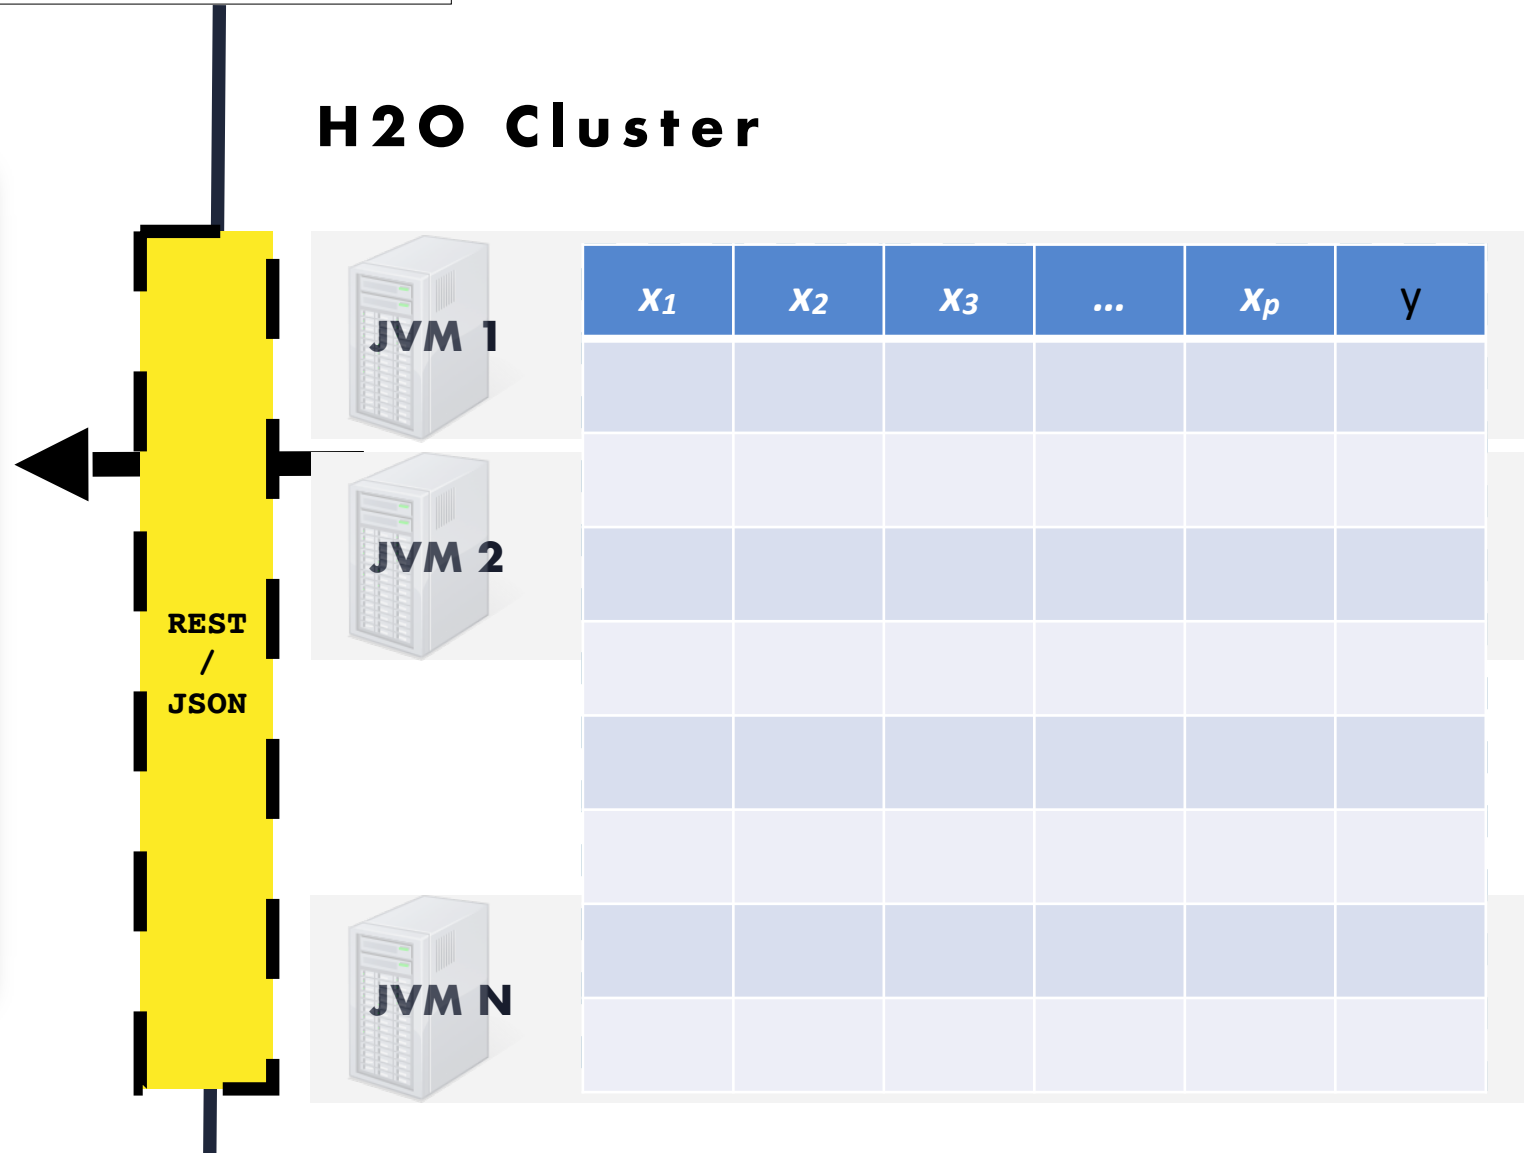 H2O Cluster
JVM 1
x₁ x₂ x₃ ... xₚ y
JVM 2
REST
/
JSON
JVM N